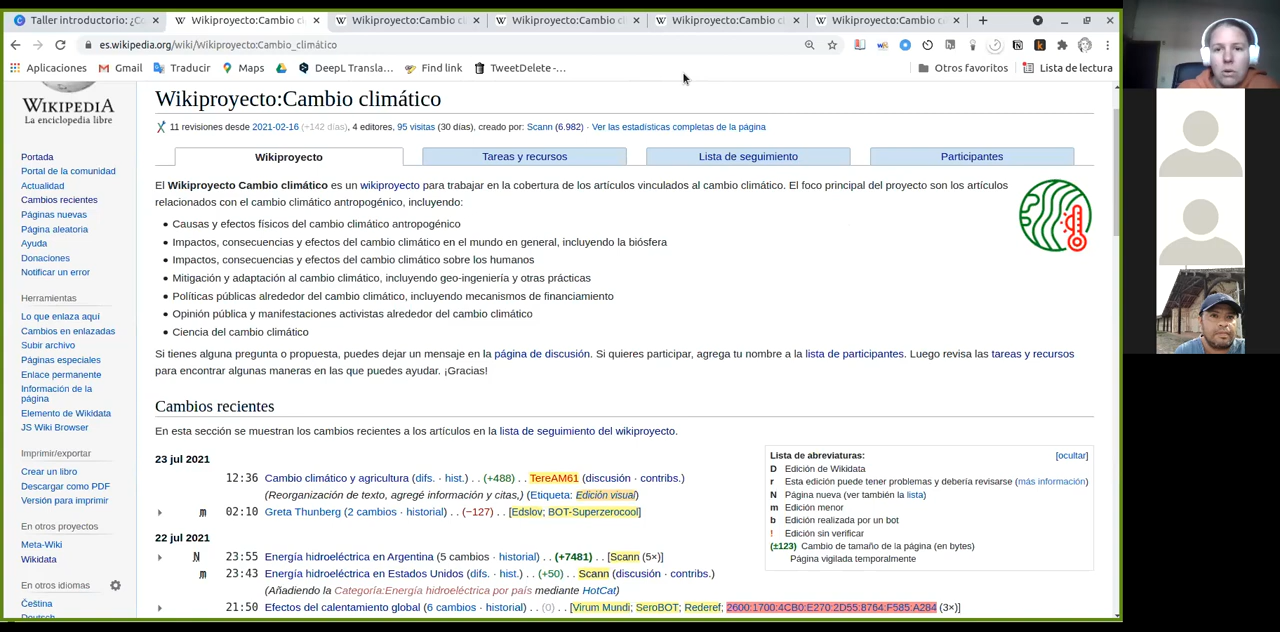 Taller introductorio: ¿Co
Wikiproyecto:Cambio cli
Wikiproyecto:Cambio cli
Wikiproyecto:Cambio cli
Wikiproyecto:Cambio cli
Wikiproyecto:Cambio cli
es.wikipedia.org/wiki/Wikiproyecto:Cambio_climático
Aplicaciones Gmail Traducir Maps DeepL Transla... Find link TweetDelete -... Otros favoritos Lista de lectura
WIKIPEDIA
La enciclopedia libre
Portada
Portal de la comunidad
Actualidad
Cambios recientes
Páginas nuevas
Página aleatoria
Ayuda
Donaciones
Notificar un error
Herramientas
Lo que enlaza aquí
Cambios en enlazadas
Subir archivo
Páginas especiales
Enlace permanente
Información de la
página
Elemento de Wikidata
JS Wiki Browser
Imprimir/exportar
Crear un libro
Descargar como PDF
Versión para imprimir
En otros proyectos
Meta-Wiki
Wikidata
En otros idiomas
Čeština
Deutsch
Wikiproyecto:Cambio climático
11 revisiones desde 2021-02-16 (+142 días), 4 editores, 95 visitas (30 días), creado por: Scann (6.982) · Ver las estadísticas completas de la página
Wikiproyecto Tareas y recursos Lista de seguimiento Participantes
El Wikiproyecto Cambio climático es un wikiproyecto para trabajar en la cobertura de los artículos vinculados al cambio climático. El foco principal del proyecto son los artículos
relacionados con el cambio climático antropogénico, incluyendo:
• Causas y efectos físicos del cambio climático antropogénico
• Impactos, consecuencias y efectos del cambio climático en el mundo en general, incluyendo la biósfera
• Impactos, consecuencias y efectos del cambio climático sobre los humanos
• Mitigación y adaptación al cambio climático, incluyendo geo-ingeniería y otras prácticas
• Políticas públicas alrededor del cambio climático, incluyendo mecanismos de financiamiento
• Opinión pública y manifestaciones activistas alrededor del cambio climático
• Ciencia del cambio climático
Si tienes alguna pregunta o propuesta, puedes dejar un mensaje en la página de discusión. Si quieres participar, agrega tu nombre a la lista de participantes. Luego revisa las tareas y recursos
para encontrar algunas maneras en las que puedes ayudar. ¡Gracias!
Cambios recientes
En esta sección se muestran los cambios recientes a los artículos en la lista de seguimiento del wikiproyecto.
23 jul 2021
12:36 Cambio climático y agricultura (difs. · hist.) . . (+488) . . TereAM61 (discusión · contribs.)
(Reorganización de texto, agregé información y citas,) (Etiqueta: Edición visual)
m 02:10 Greta Thunberg (2 cambios · historial) . . (−127) . . [Edslov; BOT-Superzerocool]
22 jul 2021
N 23:55 Energía hidroeléctrica en Argentina (5 cambios · historial) . . (+7481) . . [Scann (5×)]
m 23:43 Energía hidroeléctrica en Estados Unidos (difs. · hist.) . . (+50) . . Scann (discusión · contribs.)
(Añadiendo la Categoría:Energía hidroeléctrica por país mediante HotCat)
21:50 Efectos del calentamiento global (6 cambios · historial) . . (0) . . [Virum Mundi; SeroBOT; Rederef; 2600:1700:4CB0:E270:2D55:8764:F585:A284 (3×)]
Lista de abreviaturas: [ocultar]
D Edición de Wikidata
r Esta edición puede tener problemas y debería revisarse (más información)
N Página nueva (ver también la lista)
m Edición menor
b Edición realizada por un bot
! Edición sin verificar
(±123) Cambio de tamaño de la página (en bytes)
Página vigilada temporalmente